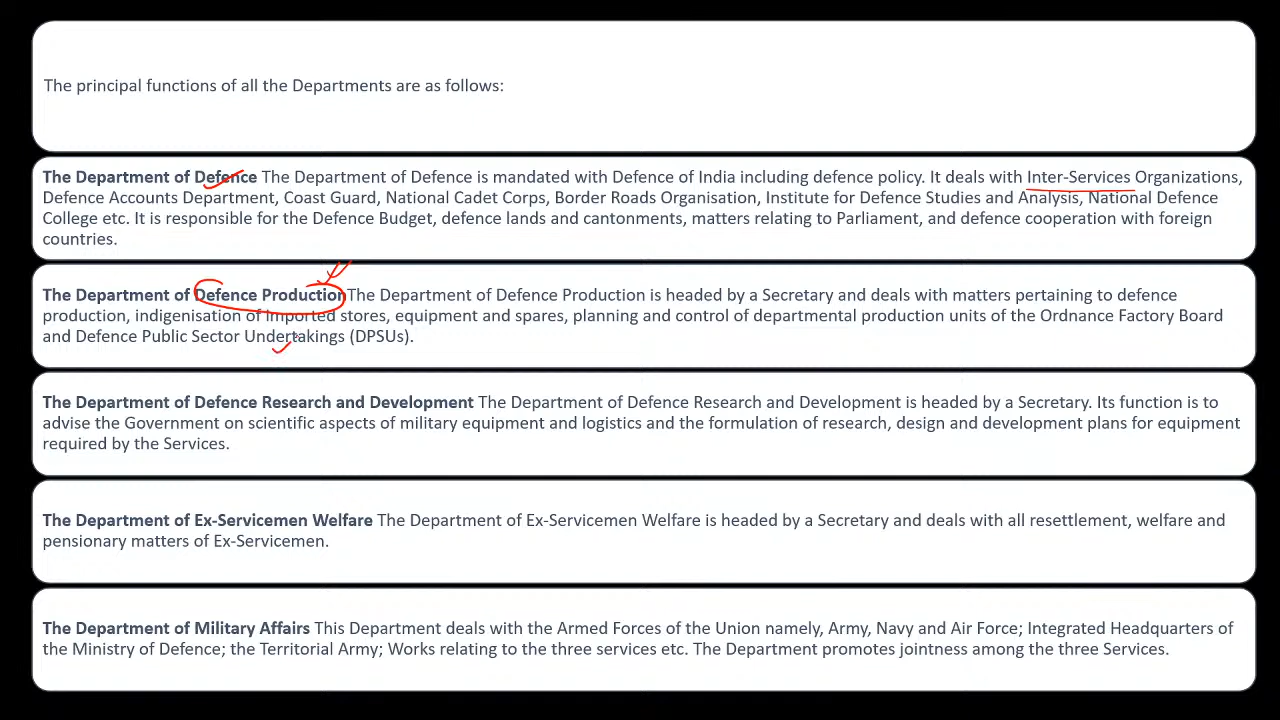 The principal functions of all the Departments are as follows:
The Department of Defence The Department of Defence is mandated with Defence of India including defence policy. It deals with Inter-Services Organizations,
Defence Accounts Department, Coast Guard, National Cadet Corps, Border Roads Organisation, Institute for Defence Studies and Analysis, National Defence
College etc. It is responsible for the Defence Budget, defence lands and cantonments, matters relating to Parliament, and defence cooperation with foreign
countries.
The Department of Defence Production The Department of Defence Production is headed by a Secretary and deals with matters pertaining to defence
production, indigenisation of imported stores, equipment and spares, planning and control of departmental production units of the Ordnance Factory Board
and Defence Public Sector Undertakings (DPSUs).
The Department of Defence Research and Development The Department of Defence Research and Development is headed by a Secretary. Its function is to
advise the Government on scientific aspects of military equipment and logistics and the formulation of research, design and development plans for equipment
required by the Services.
The Department of Ex-Servicemen Welfare The Department of Ex-Servicemen Welfare is headed by a Secretary and deals with all resettlement, welfare and
pensionary matters of Ex-Servicemen.
The Department of Military Affairs This Department deals with the Armed Forces of the Union namely, Army, Navy and Air Force; Integrated Headquarters of
the Ministry of Defence; the Territorial Army; Works relating to the three services etc. The Department promotes jointness among the three Services.